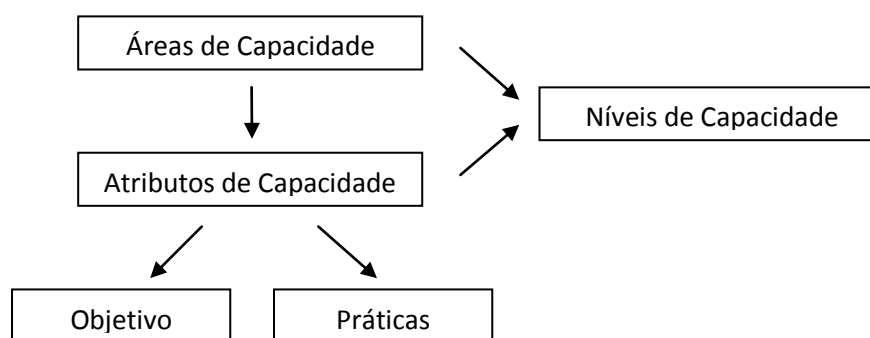 Áreas de Capacidade
Níveis de Capacidade
Atributos de Capacidade
Objetivo
Práticas